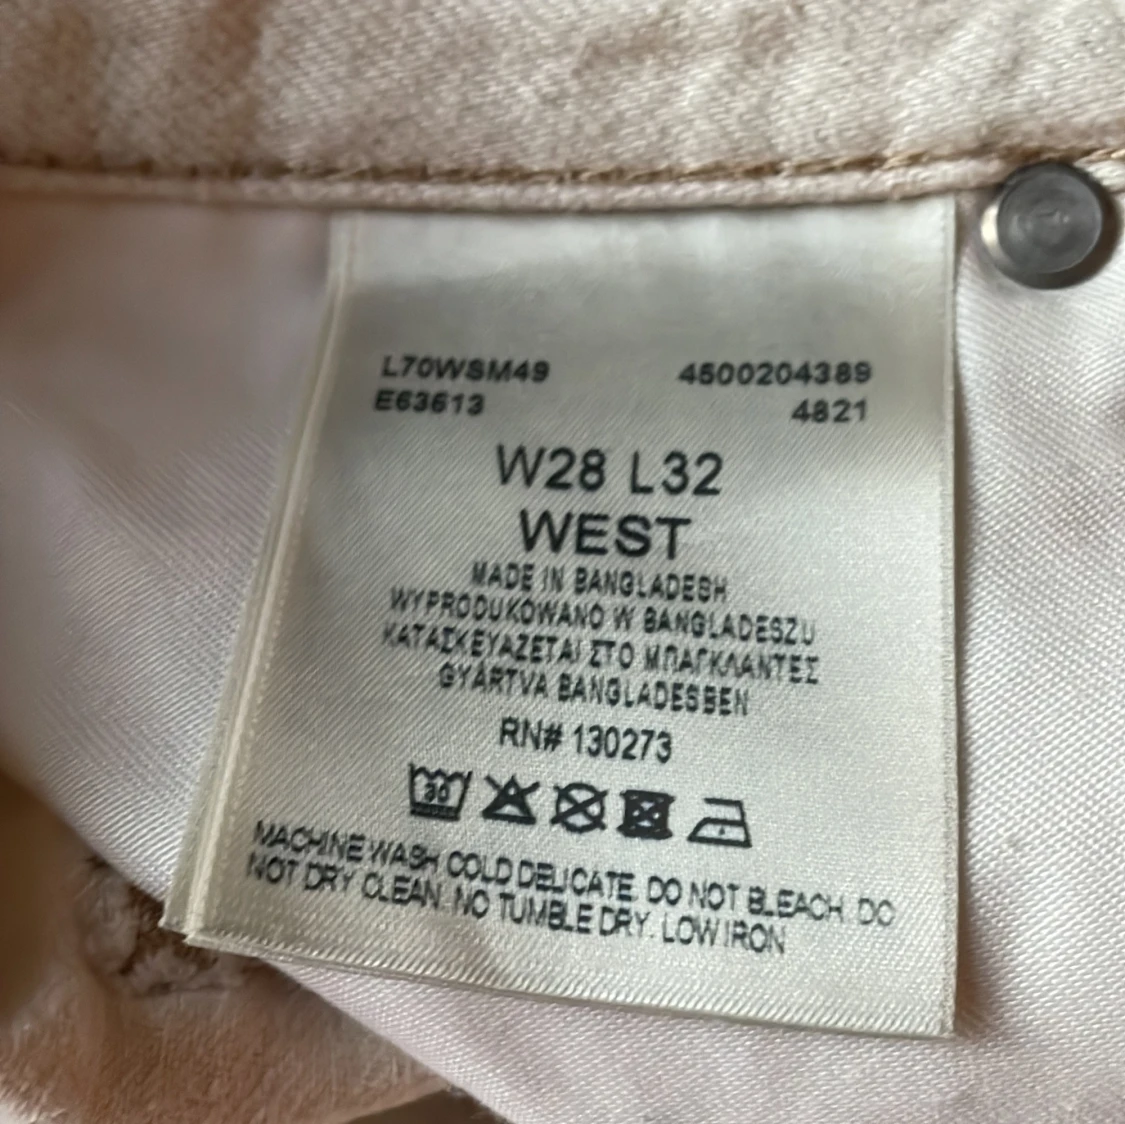 L70WSM49 4500204389
E63613 4821
W28 L32
WEST
MADE IN BANGLADESH
WYPRODUKOWANO W BANGLADESZU
ΚΑΤΑΣΚΕΥΑΖΕΤΑΙ ΣΤΟ ΜΠΑΓΚΛΑΝΤΕΣ
GYÁRTVA BANGLADESBEN
RN# 130273
30
MACHINE WASH COLD DELICATE. DO NOT BLEACH. DO
NOT DRY CLEAN. NO TUMBLE DRY. LOW IRON